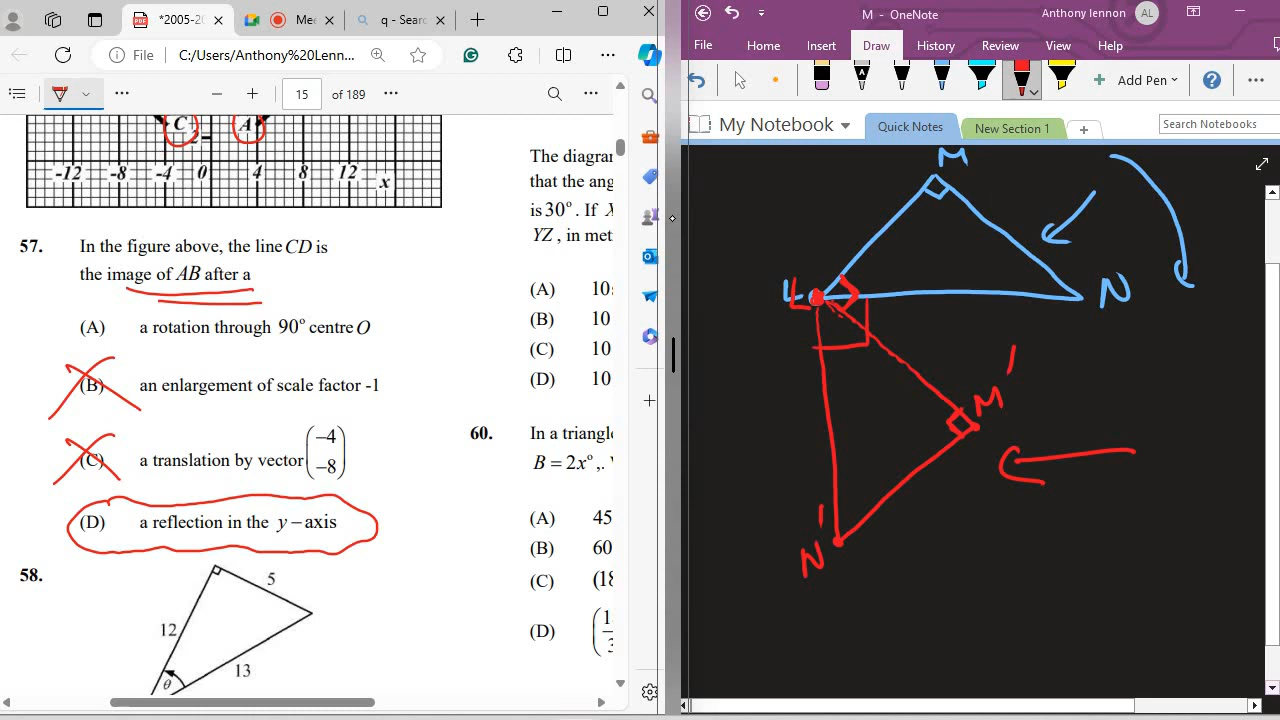 *2005-2(
Mee
q - Searc
File
C:/Users/Anthony%20Lenn...
15 of 189
C
A
-12 -8 -4 0 4 8 12 x
57. In the figure above, the line CD is
the image of AB after a
(A) a rotation through 90° centre O
(B) an enlargement of scale factor -1
(C) a translation by vector (-4
-8)
(D) a reflection in the y – axis
58.
5
12
13
θ
The diagran
that the ang
is 30°. If X
YZ, in met
(A) 10
(B) 10
(C) 10
(D) 10
60. In a triangl
B = 2x°,.
(A) 45
(B) 60
(C) (18
(D)
M - OneNote
Anthony lennon
AL
File Home Insert Draw History Review View Help
Add Pen
My Notebook
Quick Notes
New Section 1
Search Notebooks
M
L
N
M'
N'